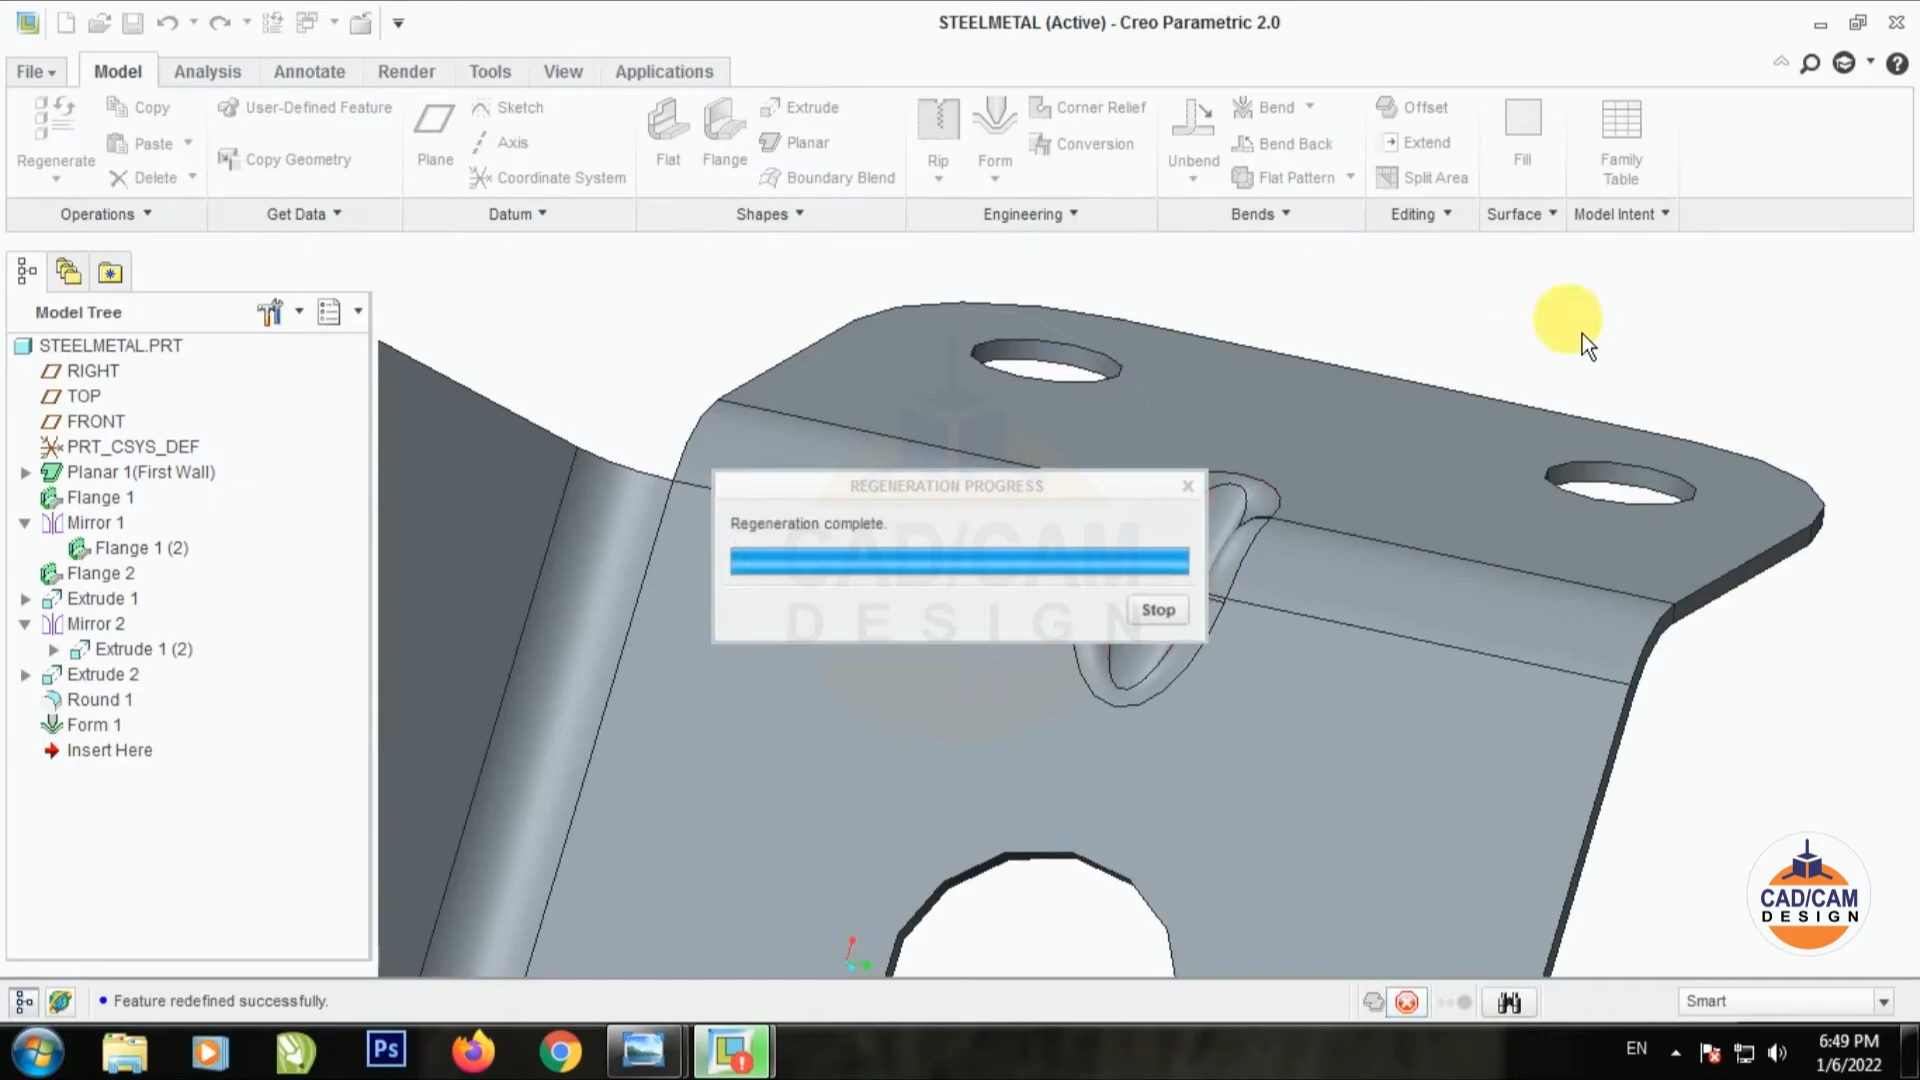 STEELMETAL (Active) - Creo Parametric 2.0
File
Model
Analysis
Annotate
Render
Tools
View
Applications
Regenerate
Copy
Paste
Delete
User-Defined Feature
Copy Geometry
Plane
Sketch
Axis
Coordinate System
Flat
Flange
Extrude
Planar
Boundary Blend
Rip
Form
Corner Relief
Conversion
Unbend
Bend
Bend Back
Flat Pattern
Offset
Extend
Split Area
Fill
Family
Table
Operations
Get Data
Datum
Shapes
Engineering
Bends
Editing
Surface
Model Intent
Model Tree
STEELMETAL.PRT
RIGHT
TOP
FRONT
PRT_CSYS_DEF
Planar 1(First Wall)
Flange 1
Mirror 1
Flange 1 (2)
Flange 2
Extrude 1
Mirror 2
Extrude 1 (2)
Extrude 2
Round 1
Form 1
Insert Here
REGENERATION PROGRESS
Regeneration complete.
CAD/CAM
DESIGN
Stop
CAD/CAM
DESIGN
Feature redefined successfully.
Smart
Ps
EN
6:49 PM
1/6/2022